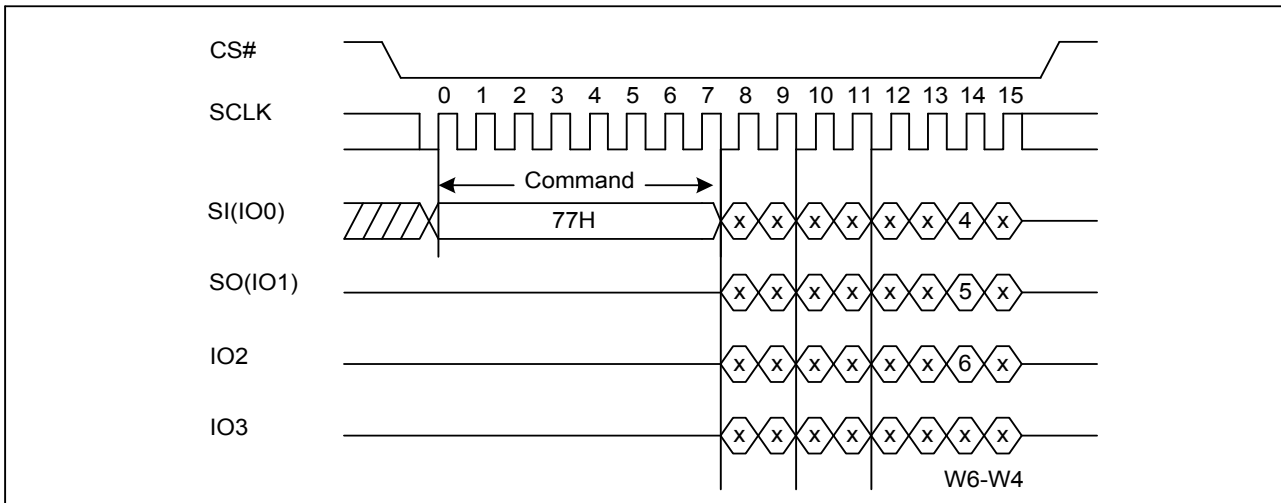 CS#
0 1 2 3 4 5 6 7 8 9 10 11 12 13 14 15
SCLK
Command
SI(IO0) 77H x x x x x x 4 x
SO(IO1) x x x x x x 5 x
IO2 x x x x x x 6 x
IO3 x x x x x x x x
W6-W4